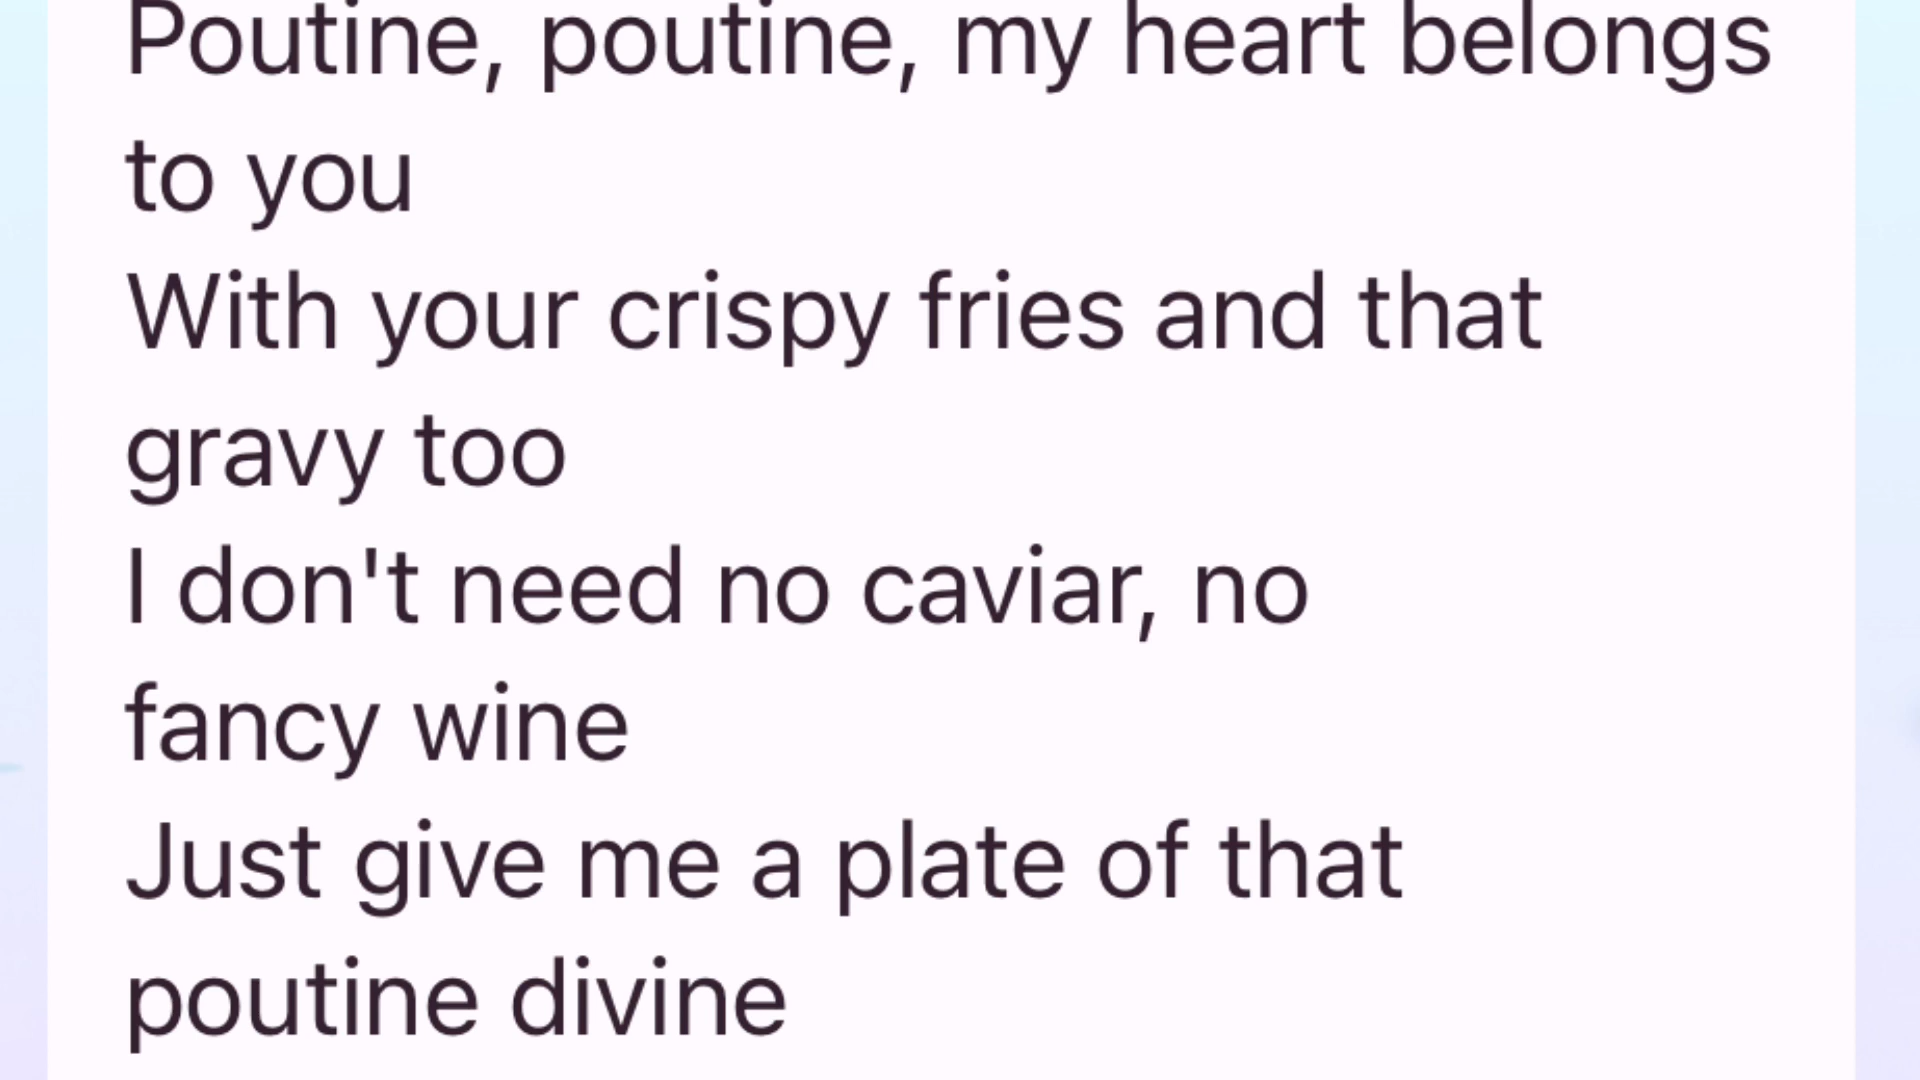 Poutine, poutine, my heart belongs
to you
With your crispy fries and that
gravy too
I don't need no caviar, no
fancy wine
Just give me a plate of that
poutine divine